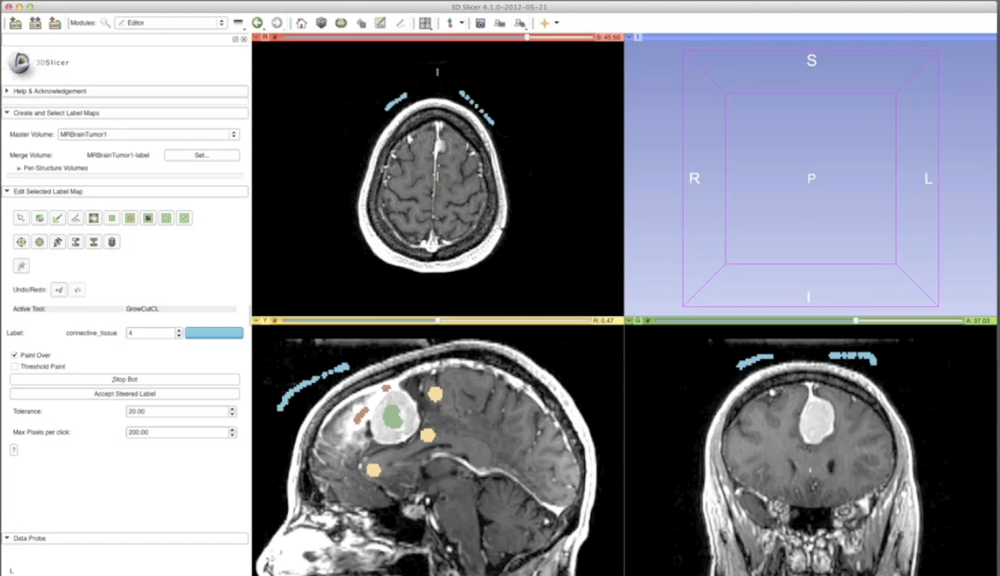 3D Slicer 4.1.0-2012-05-21
DATA
DCM
SAVE
Modules:
Editor
R
S: 45.50
1
3DSlicer
Help & Acknowledgement
Create and Select Label Maps
Master Volume:
MRBrainTumor1
Merge Volume:
MRBrainTumor1-label
Set...
Per-Structure Volumes
Edit Selected Label Map
Undo/Redo:
Active Tool:
GrowCutCL
Label:
connective_tissue
4
Paint Over
Threshold Paint
Stop Bot
Accept Steered Label
Tolerance:
20.00
Max Pixels per click:
200.00
?
Data Probe
L
S
R
P
L
I
Y
R: 0.47
G
A: 37.03